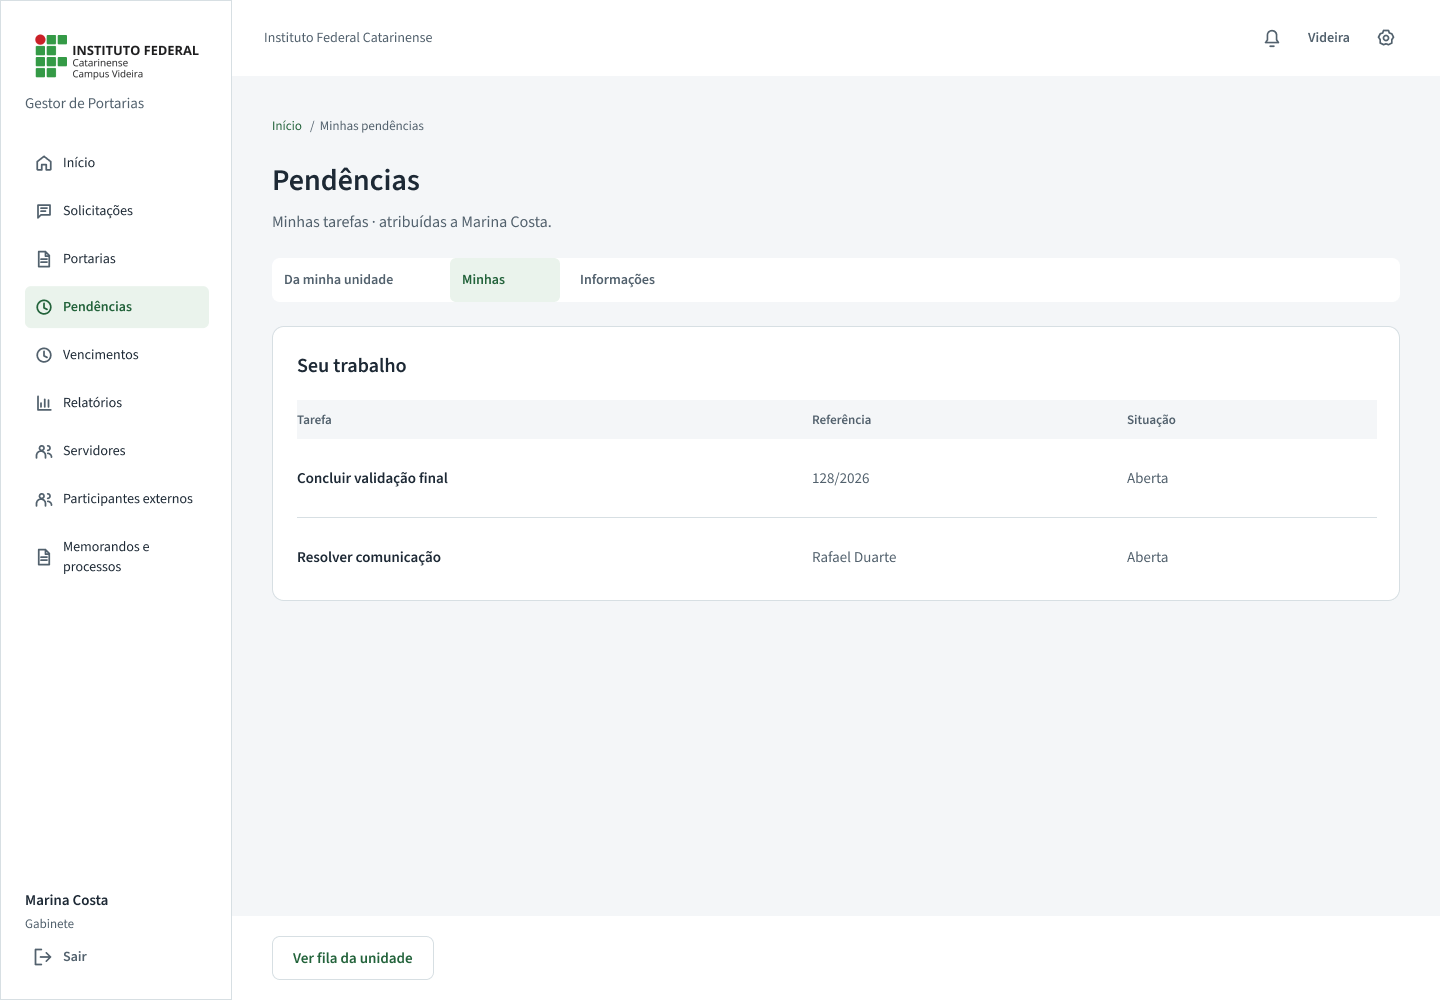 INSTITUTO FEDERAL
Catarinense
Campus Videira
Gestor de Portarias
Início
Solicitações
Portarias
Pendências
Vencimentos
Relatórios
Servidores
Participantes externos
Memorandos e
processos
Marina Costa
Gabinete
Sair
Instituto Federal Catarinense
Videira
Início / Minhas pendências
Pendências
Minhas tarefas · atribuídas a Marina Costa.
Da minha unidade Minhas Informações
Seu trabalho
Tarefa Referência Situação
Concluir validação final 128/2026 Aberta
Resolver comunicação Rafael Duarte Aberta
Ver fila da unidade